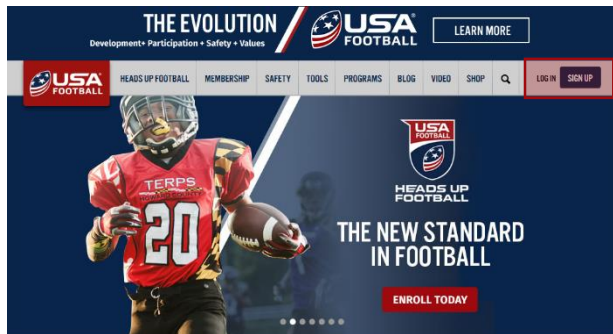 THE EVOLUTION
Development+ Participation + Safety + Values
USA
FOOTBALL
LEARN MORE
USA
FOOTBALL
HEADS UP FOOTBALL MEMBERSHIP SAFETY TOOLS PROGRAMS BLOG VIDEO SHOP LOG IN SIGN UP
TERPS
20
USA
FOOTBALL
HEADS UP
FOOTBALL
THE NEW STANDARD
IN FOOTBALL
ENROLL TODAY